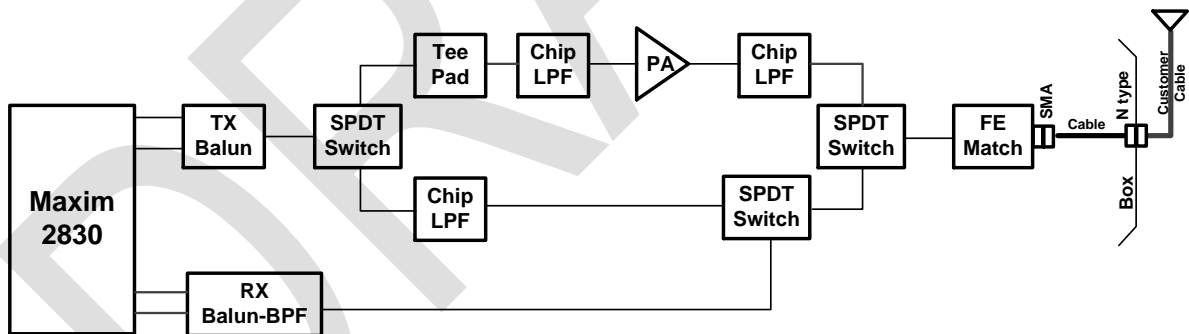 Tee
Pad
Chip
LPF
PA
Chip
LPF
Maxim
2830
TX
Balun
SPDT
Switch
SPDT
Switch
FE
Match
SMA
Cable
N type
Customer
Cable
Chip
LPF
SPDT
Switch
Box
RX
Balun-BPF
DRA